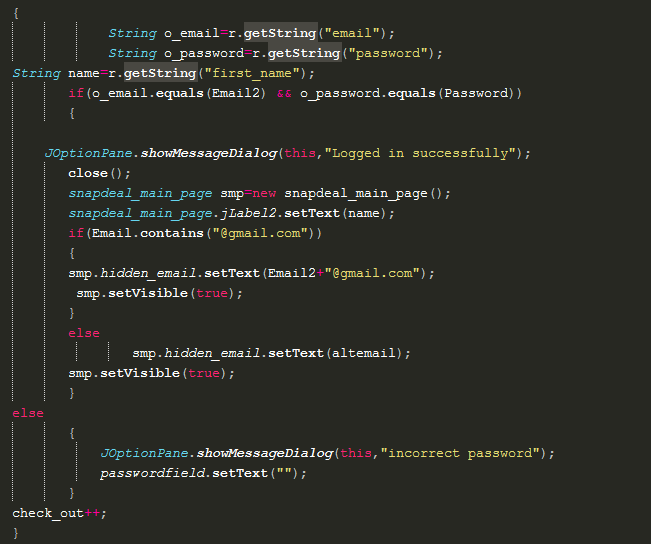 {
String o_email=r.getString("email");
String o_password=r.getString("password");
String name=r.getString("first_name");
if(o_email.equals(Email2) && o_password.equals(Password))
{
JOptionPane.showMessageDialog(this,"Logged in successfully");
close();
snapdeal_main_page smp=new snapdeal_main_page();
snapdeal_main_page.jLabel2.setText(name);
if(Email.contains("@gmail.com"))
{
smp.hidden_email.setText(Email2+"@gmail.com");
smp.setVisible(true);
}
else
smp.hidden_email.setText(altemail);
smp.setVisible(true);
}
else
{
JOptionPane.showMessageDialog(this,"incorrect password");
passwordfield.setText("");
}
check_out++;
}